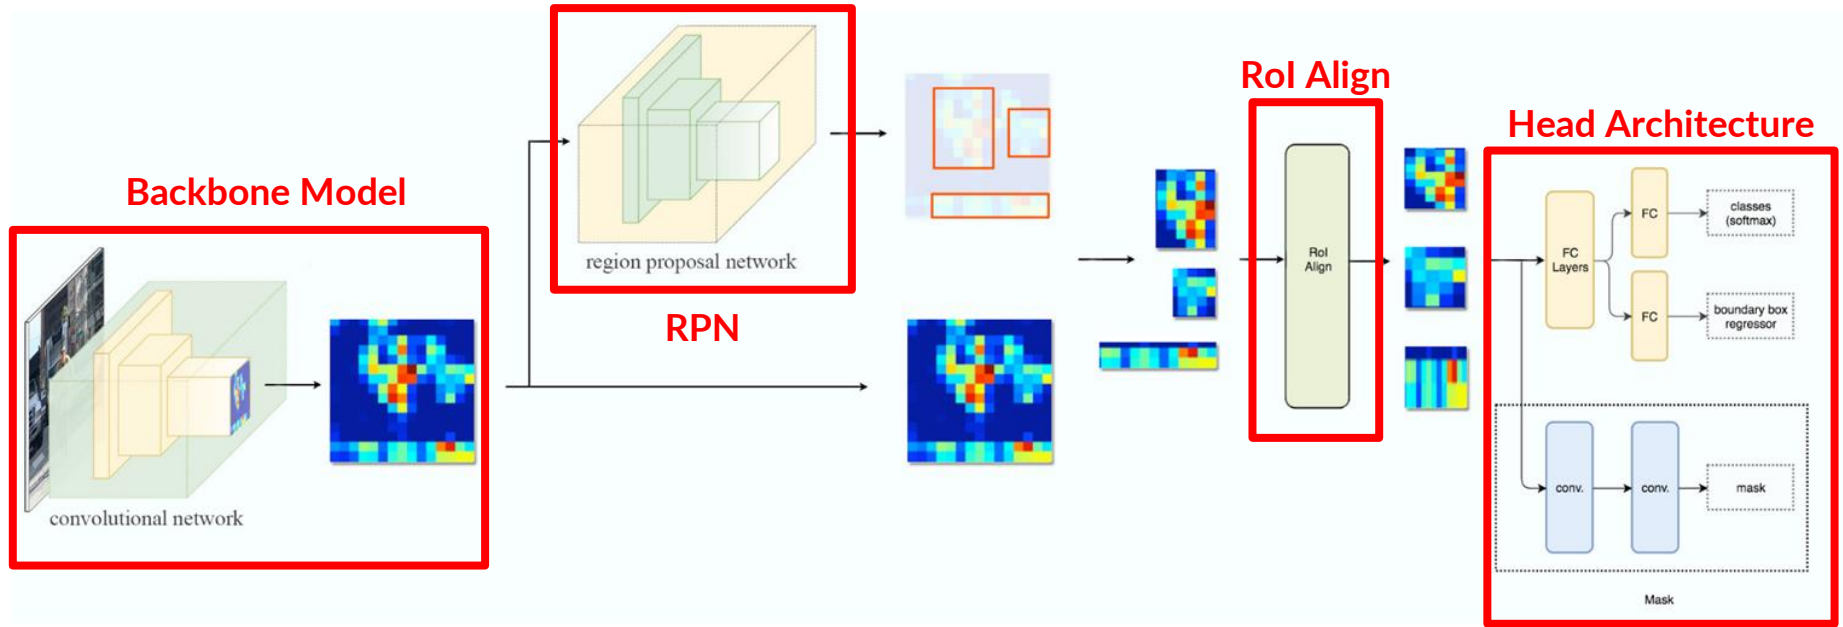 Backbone Model
convolutional network
region proposal network
RPN
RoI Align
RoI
Align
Head Architecture
FC
Layers
FC
classes
(softmax)
FC
boundary box
regressor
conv.
conv.
mask
Mask